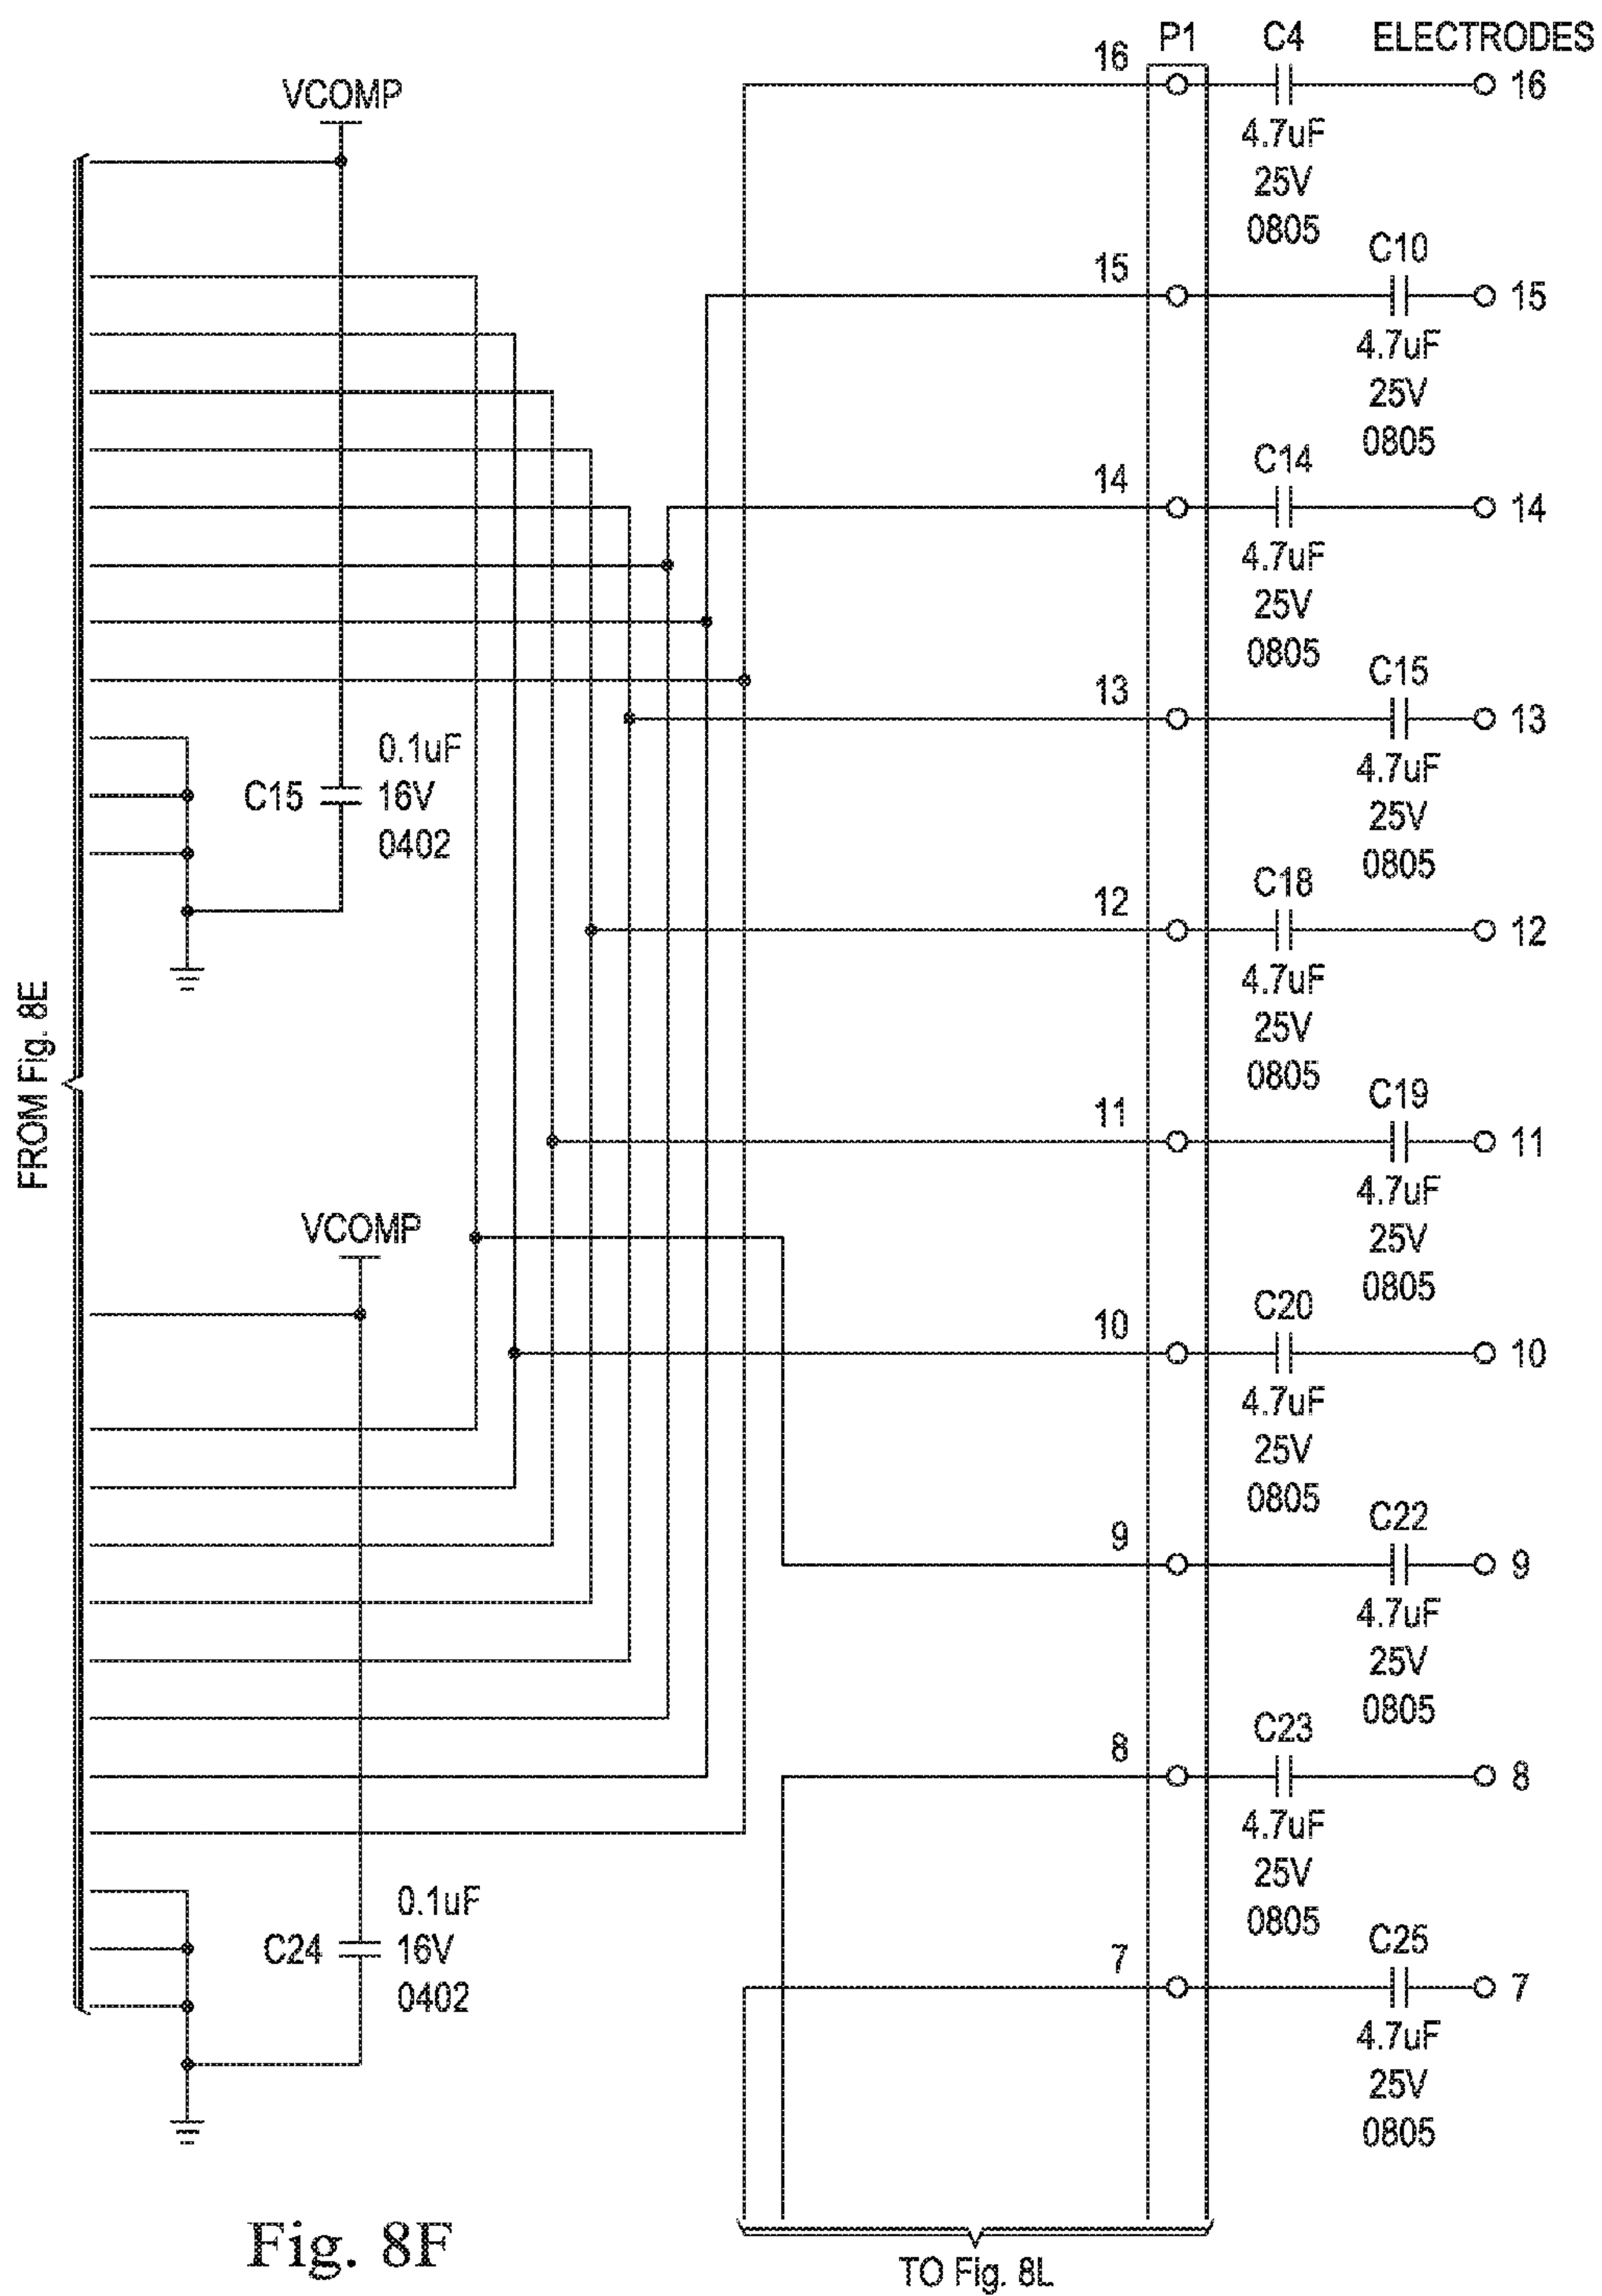 P1 C4 ELECTRODES
16 16
4.7uF
25V
0805
VCOMP
C10
15 15
4.7uF
25V
0805
C14
14 14
4.7uF
25V
0805
C15
13 13
4.7uF
25V
0805
C15
0.1uF
16V
0402
C18
12 12
4.7uF
25V
0805
FROM Fig. 8E
C19
11 11
4.7uF
25V
0805
VCOMP
C20
10 10
4.7uF
25V
0805
C22
9 9
4.7uF
25V
0805
C23
8 8
4.7uF
25V
0805
C24
0.1uF
16V
0402
C25
7 7
4.7uF
25V
0805
Fig. 8F
TO Fig. 8L